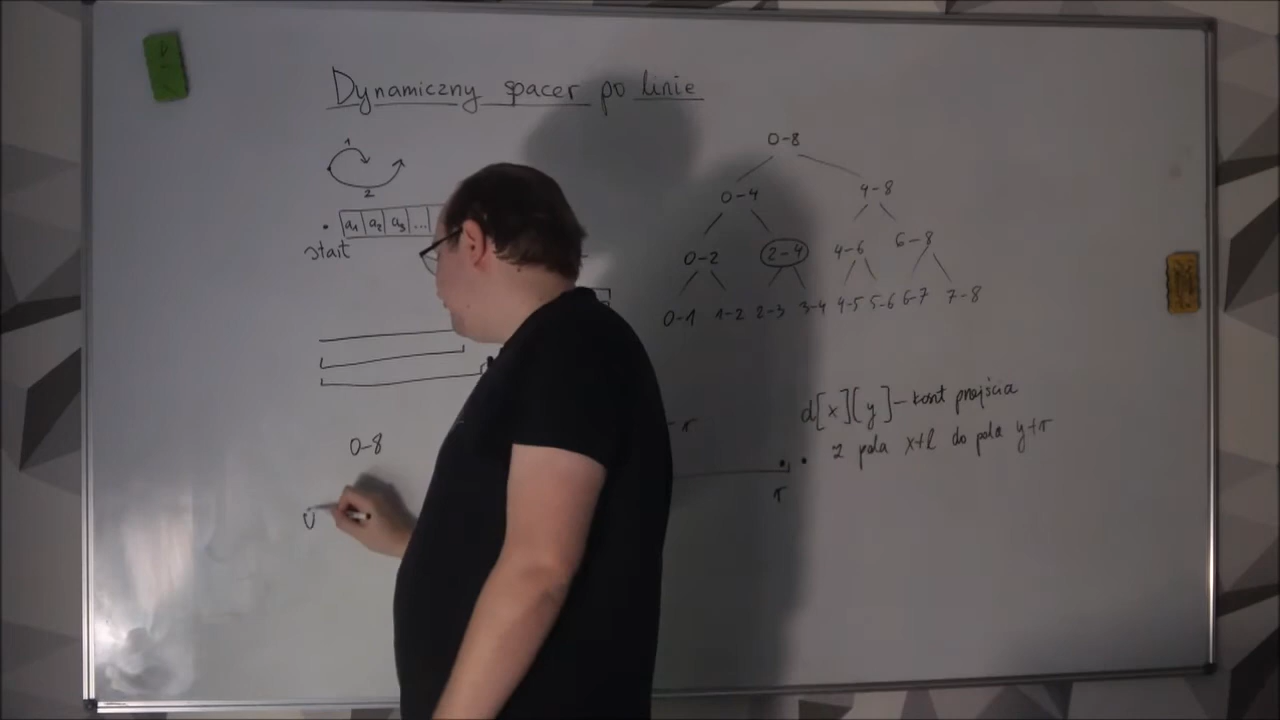 Dynamiczny spacer po linie
1
2
a₁ a₂ a₃ ...
start
0-8
0-4 4-8
0-2 2-4 4-6 6-8
0-1 1-2 2-3 3-4 4-5 5-6 6-7 7-8
d[x][y] – koszt przejścia
z pola x+l do pola y+r
0-8
r
r